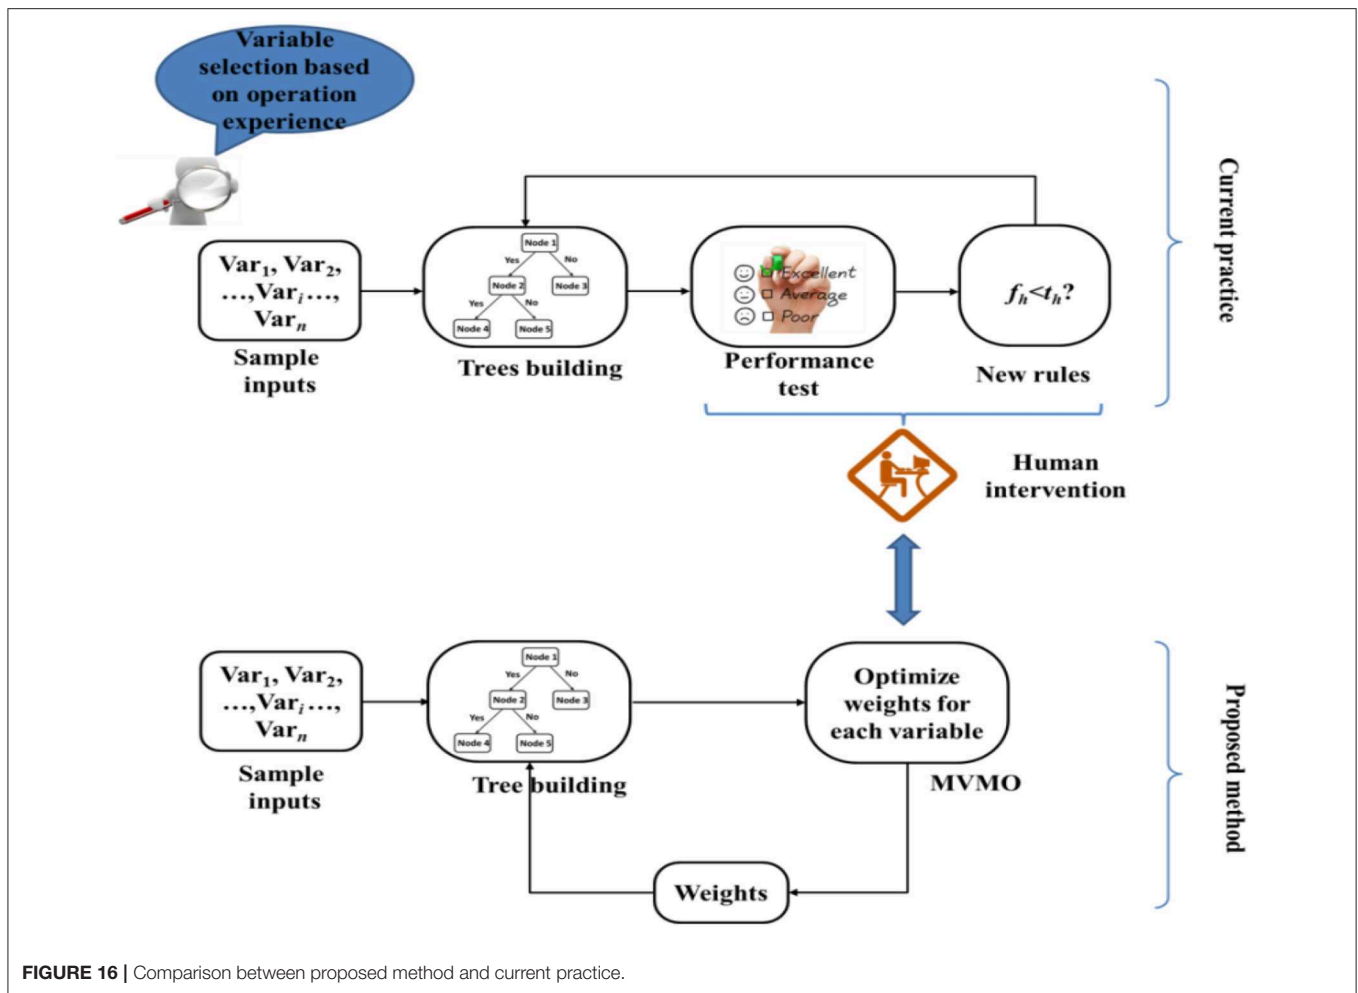 Variable
selection based
on operation
experience
Var1, Var2,
...,Vari...,
Varn
Sample
inputs
Node 1
Yes
No
Node 2
Node 3
Yes
No
Node 4
Node 5
Trees building
Excellent
Average
Poor
Performance
test
fh<th?
New rules
Current practice
Human
intervention
Var1, Var2,
...,Vari...,
Varn
Sample
inputs
Node 1
Yes
No
Node 2
Node 3
Yes
No
Node 4
Node 5
Tree building
Optimize
weights for
each variable
MVMO
Weights
Proposed method
FIGURE 16 | Comparison between proposed method and current practice.